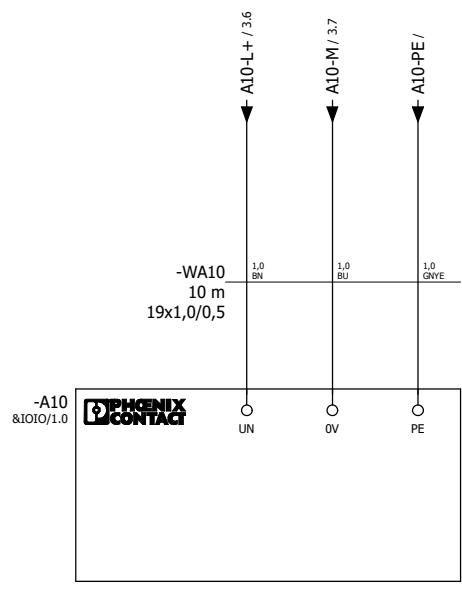 A10-L+ / 3.6
A10-M / 3.7
A10-PE /
-WA10
10 m
19x1,0/0,5
1,0
BN
1,0
BU
1,0
GNYE
-A10
&IOIO/1.0
PHŒNIX
CONTACT
UN
0V
PE